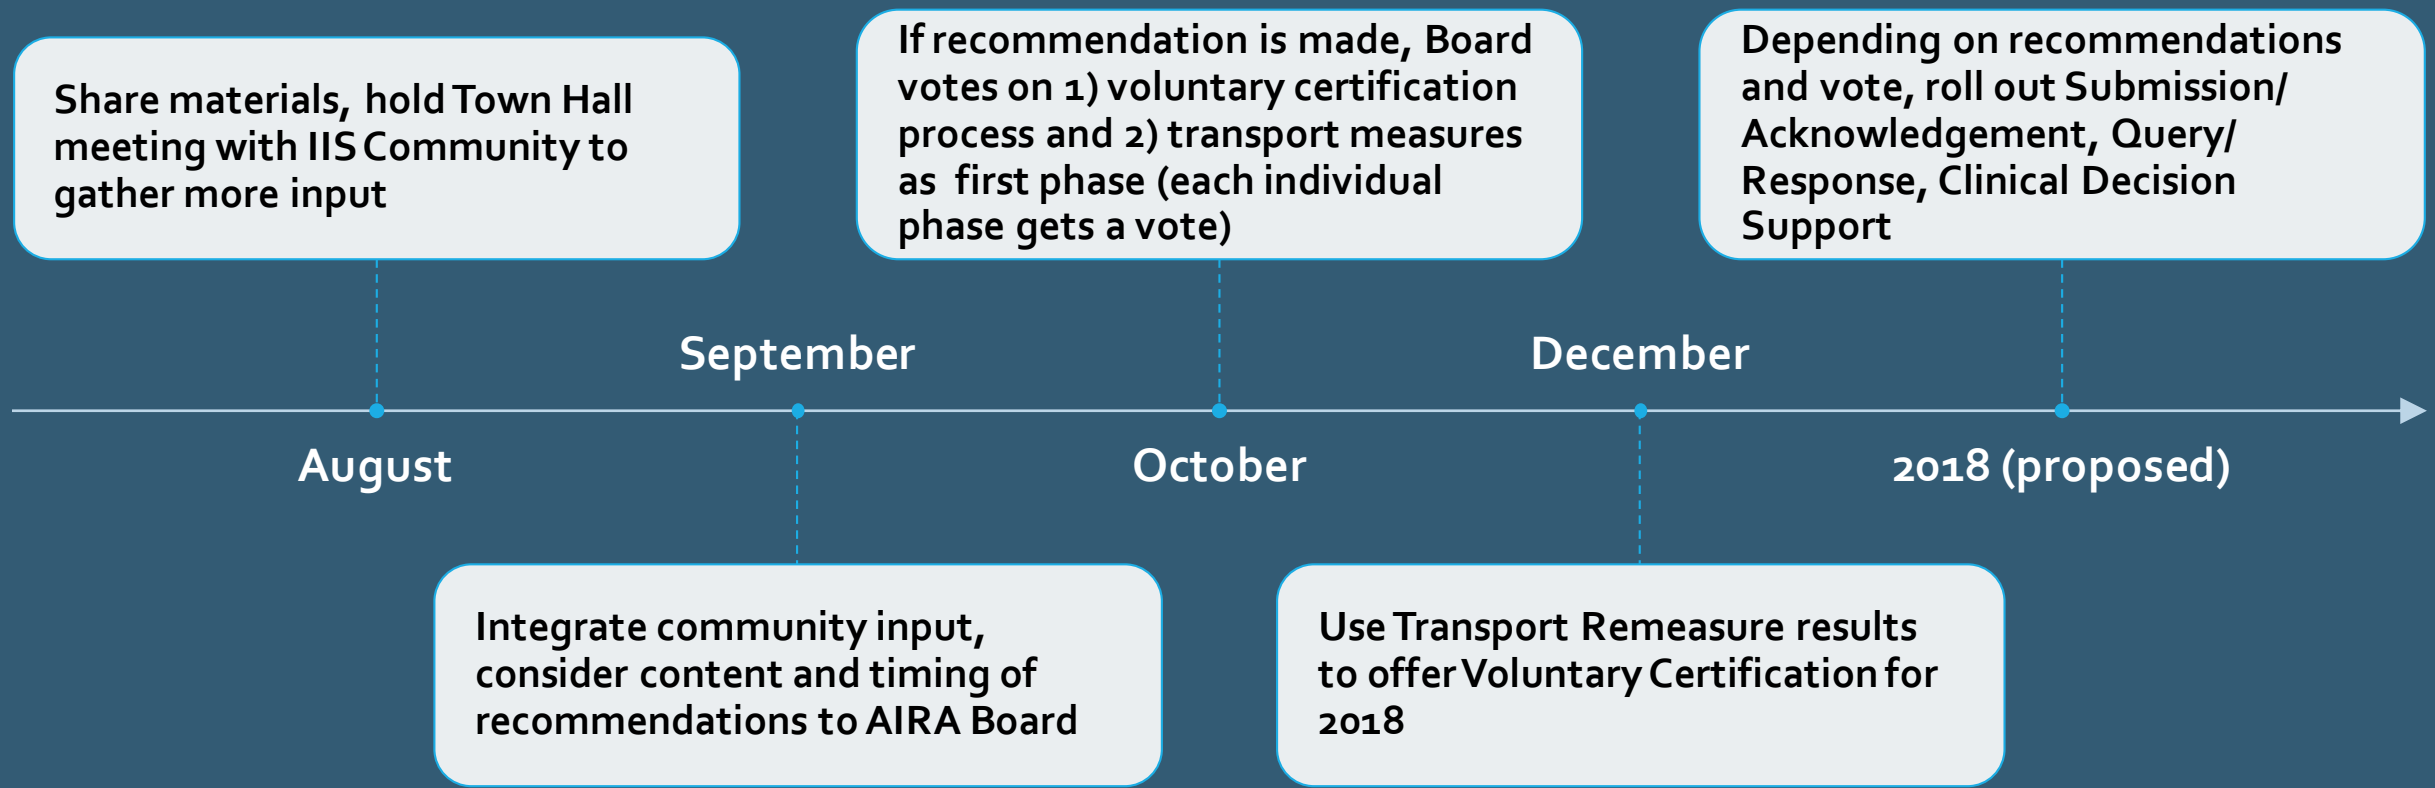 Share materials, hold Town Hall
meeting with IIS Community to
gather more input
If recommendation is made, Board
votes on 1) voluntary certification
process and 2) transport measures
as first phase (each individual
phase gets a vote)
Depending on recommendations
and vote, roll out Submission/
Acknowledgement, Query/
Response, Clinical Decision
Support
September
December
August
October
2018 (proposed)
Integrate community input,
consider content and timing of
recommendations to AIRA Board
Use Transport Remeasure results
to offer Voluntary Certification for
2018